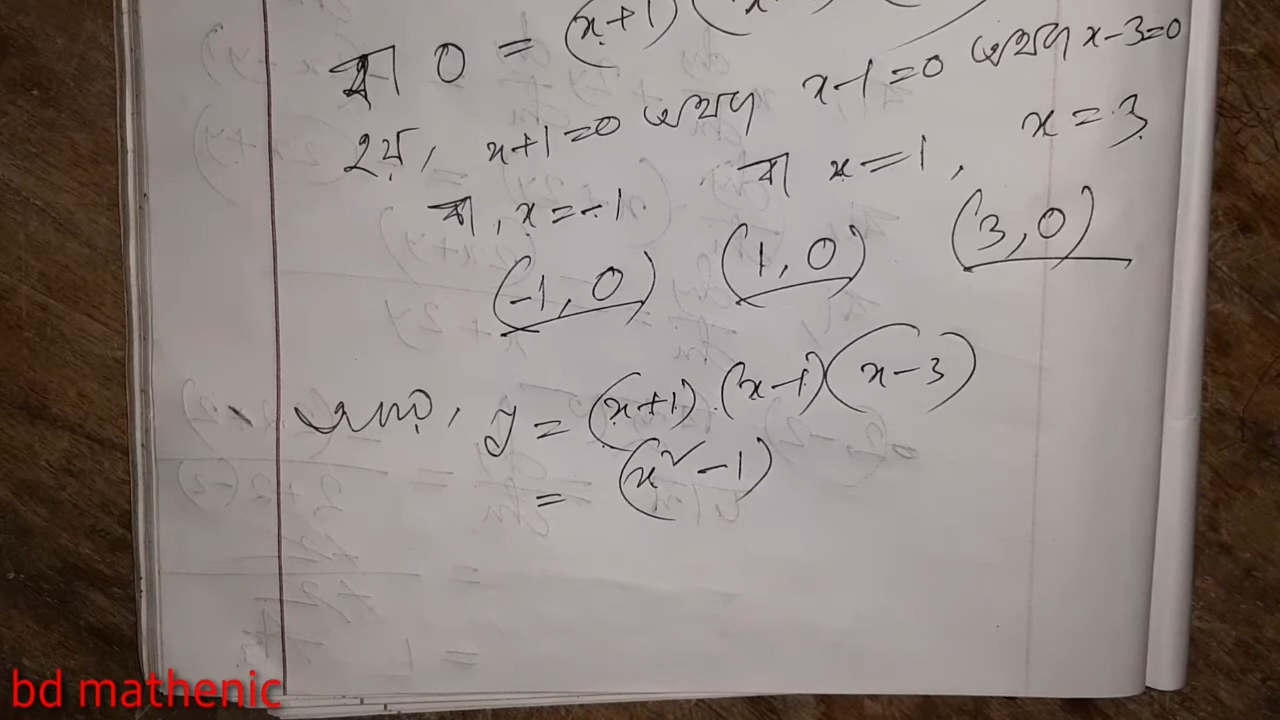 বা 0 = (x+1)(x
হয়, x+1=0 অথবা x-1=0 অথবা x-3=0
বা, x=-1. বা x=1, x=3
(-1,0) (1,0) (3,0)
y = (x+1).(x-1)(x-3)
= (x²-1)
bd mathenic